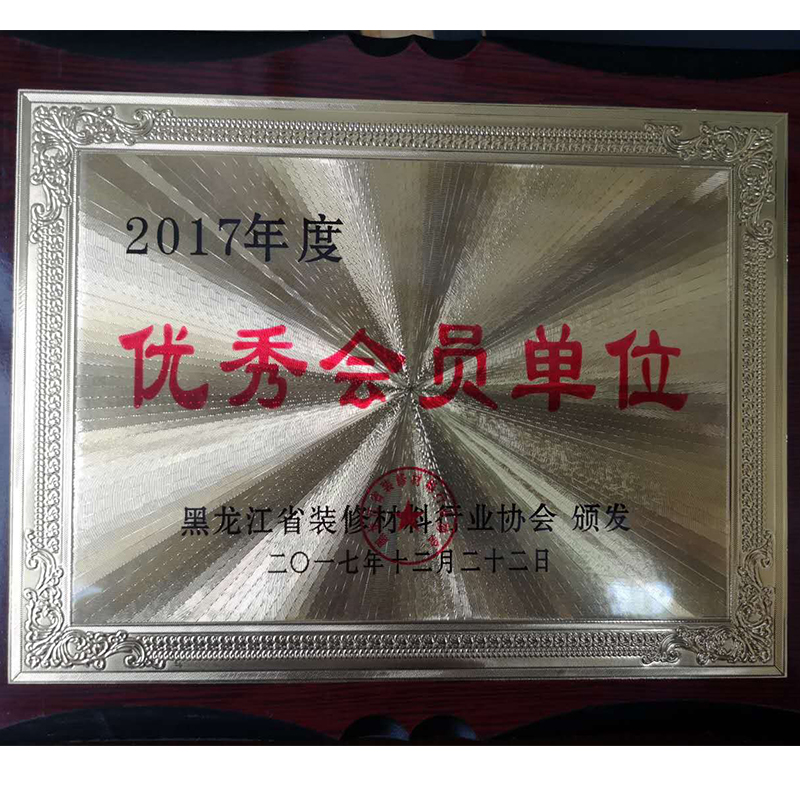 2017年度
优秀会员单位
黑龙江省装修材料行业协会 颁发
二〇一七年十二月二十二日